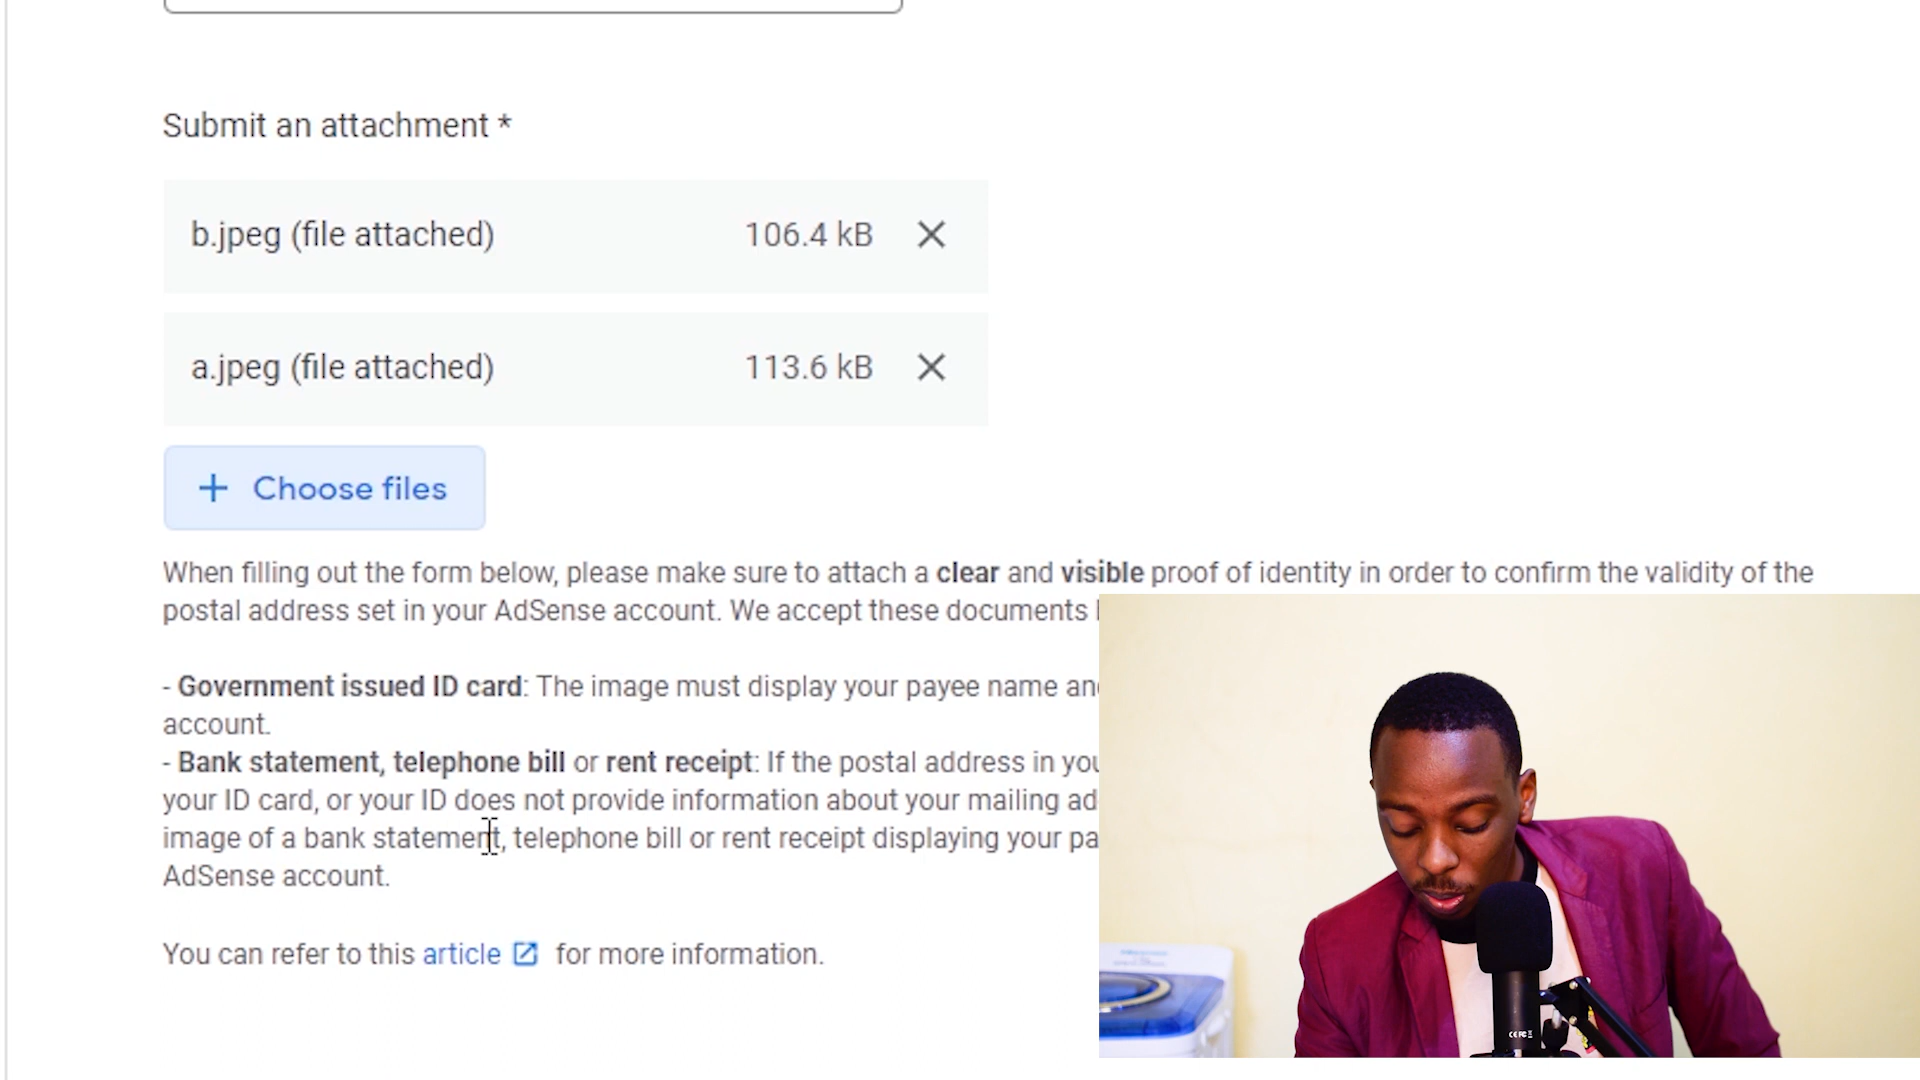 Submit an attachment *
b.jpeg (file attached) 106.4 kB
a.jpeg (file attached) 113.6 kB
Choose files
When filling out the form below, please make sure to attach a clear and visible proof of identity in order to confirm the validity of the
postal address set in your AdSense account. We accept these documents
- Government issued ID card: The image must display your payee name
account.
- Bank statement, telephone bill or rent receipt: If the postal address in
your ID card, or your ID does not provide information about your mailing
image of a bank statement, telephone bill or rent receipt displaying your
AdSense account.
You can refer to this article for more information.